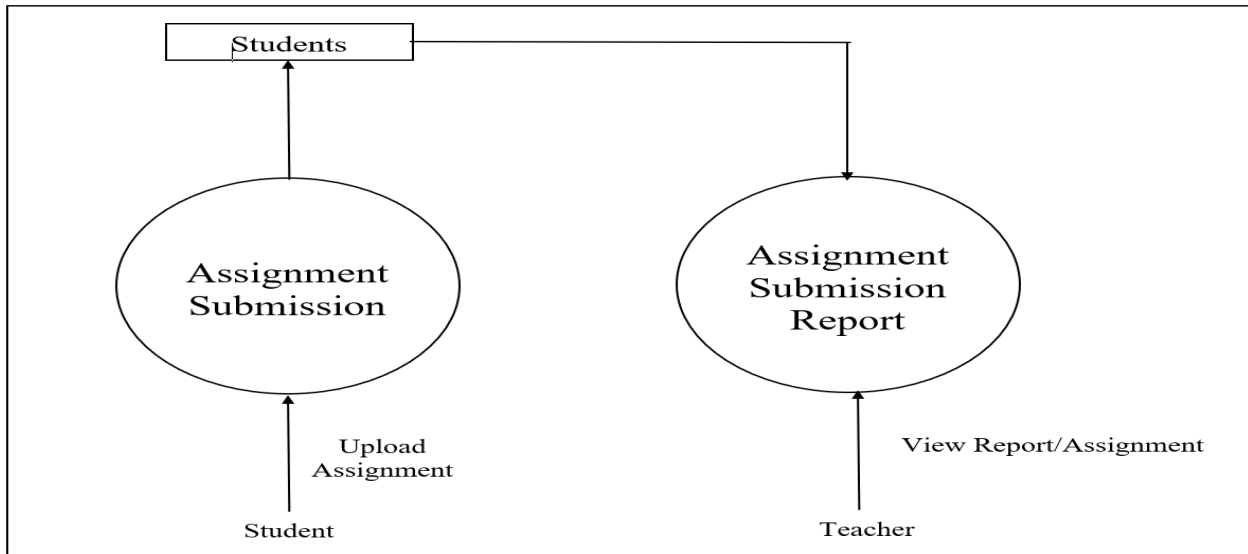 Students
Assignment
Submission
Assignment
Submission
Report
Upload
Assignment
View Report/Assignment
Student
Teacher